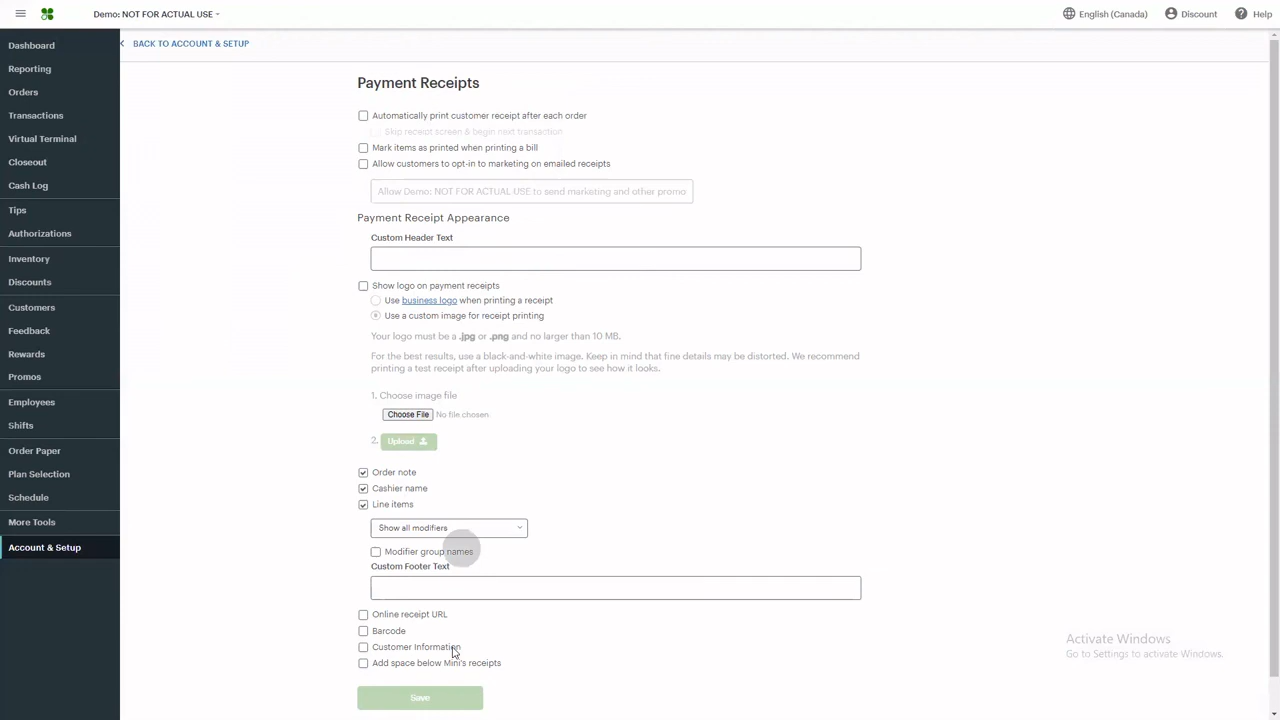 Demo: NOT FOR ACTUAL USE
English (Canada)
Discount
Help
Dashboard
Reporting
Orders
Transactions
Virtual Terminal
Closeout
Cash Log
Tips
Authorizations
Inventory
Discounts
Customers
Feedback
Rewards
Promos
Employees
Shifts
Order Paper
Plan Selection
Schedule
More Tools
Account & Setup
BACK TO ACCOUNT & SETUP
Payment Receipts
Automatically print customer receipt after each order
Skip receipt screen & begin next transaction
Mark items as printed when printing a bill
Allow customers to opt-in to marketing on emailed receipts
Allow Demo: NOT FOR ACTUAL USE to send marketing and other promo
Payment Receipt Appearance
Custom Header Text
Show logo on payment receipts
Use business logo when printing a receipt
Use a custom image for receipt printing
Your logo must be a .jpg or .png and no larger than 10 MB.
For the best results, use a black-and-white image. Keep in mind that fine details may be distorted. We recommend
printing a test receipt after uploading your logo to see how it looks.
1. Choose image file
Choose File No file chosen
2. Upload
Order note
Cashier name
Line items
Show all modifiers
Modifier group names
Custom Footer Text
Online receipt URL
Barcode
Customer Information
Add space below Mini's receipts
Save
Activate Windows
Go to Settings to activate Windows.